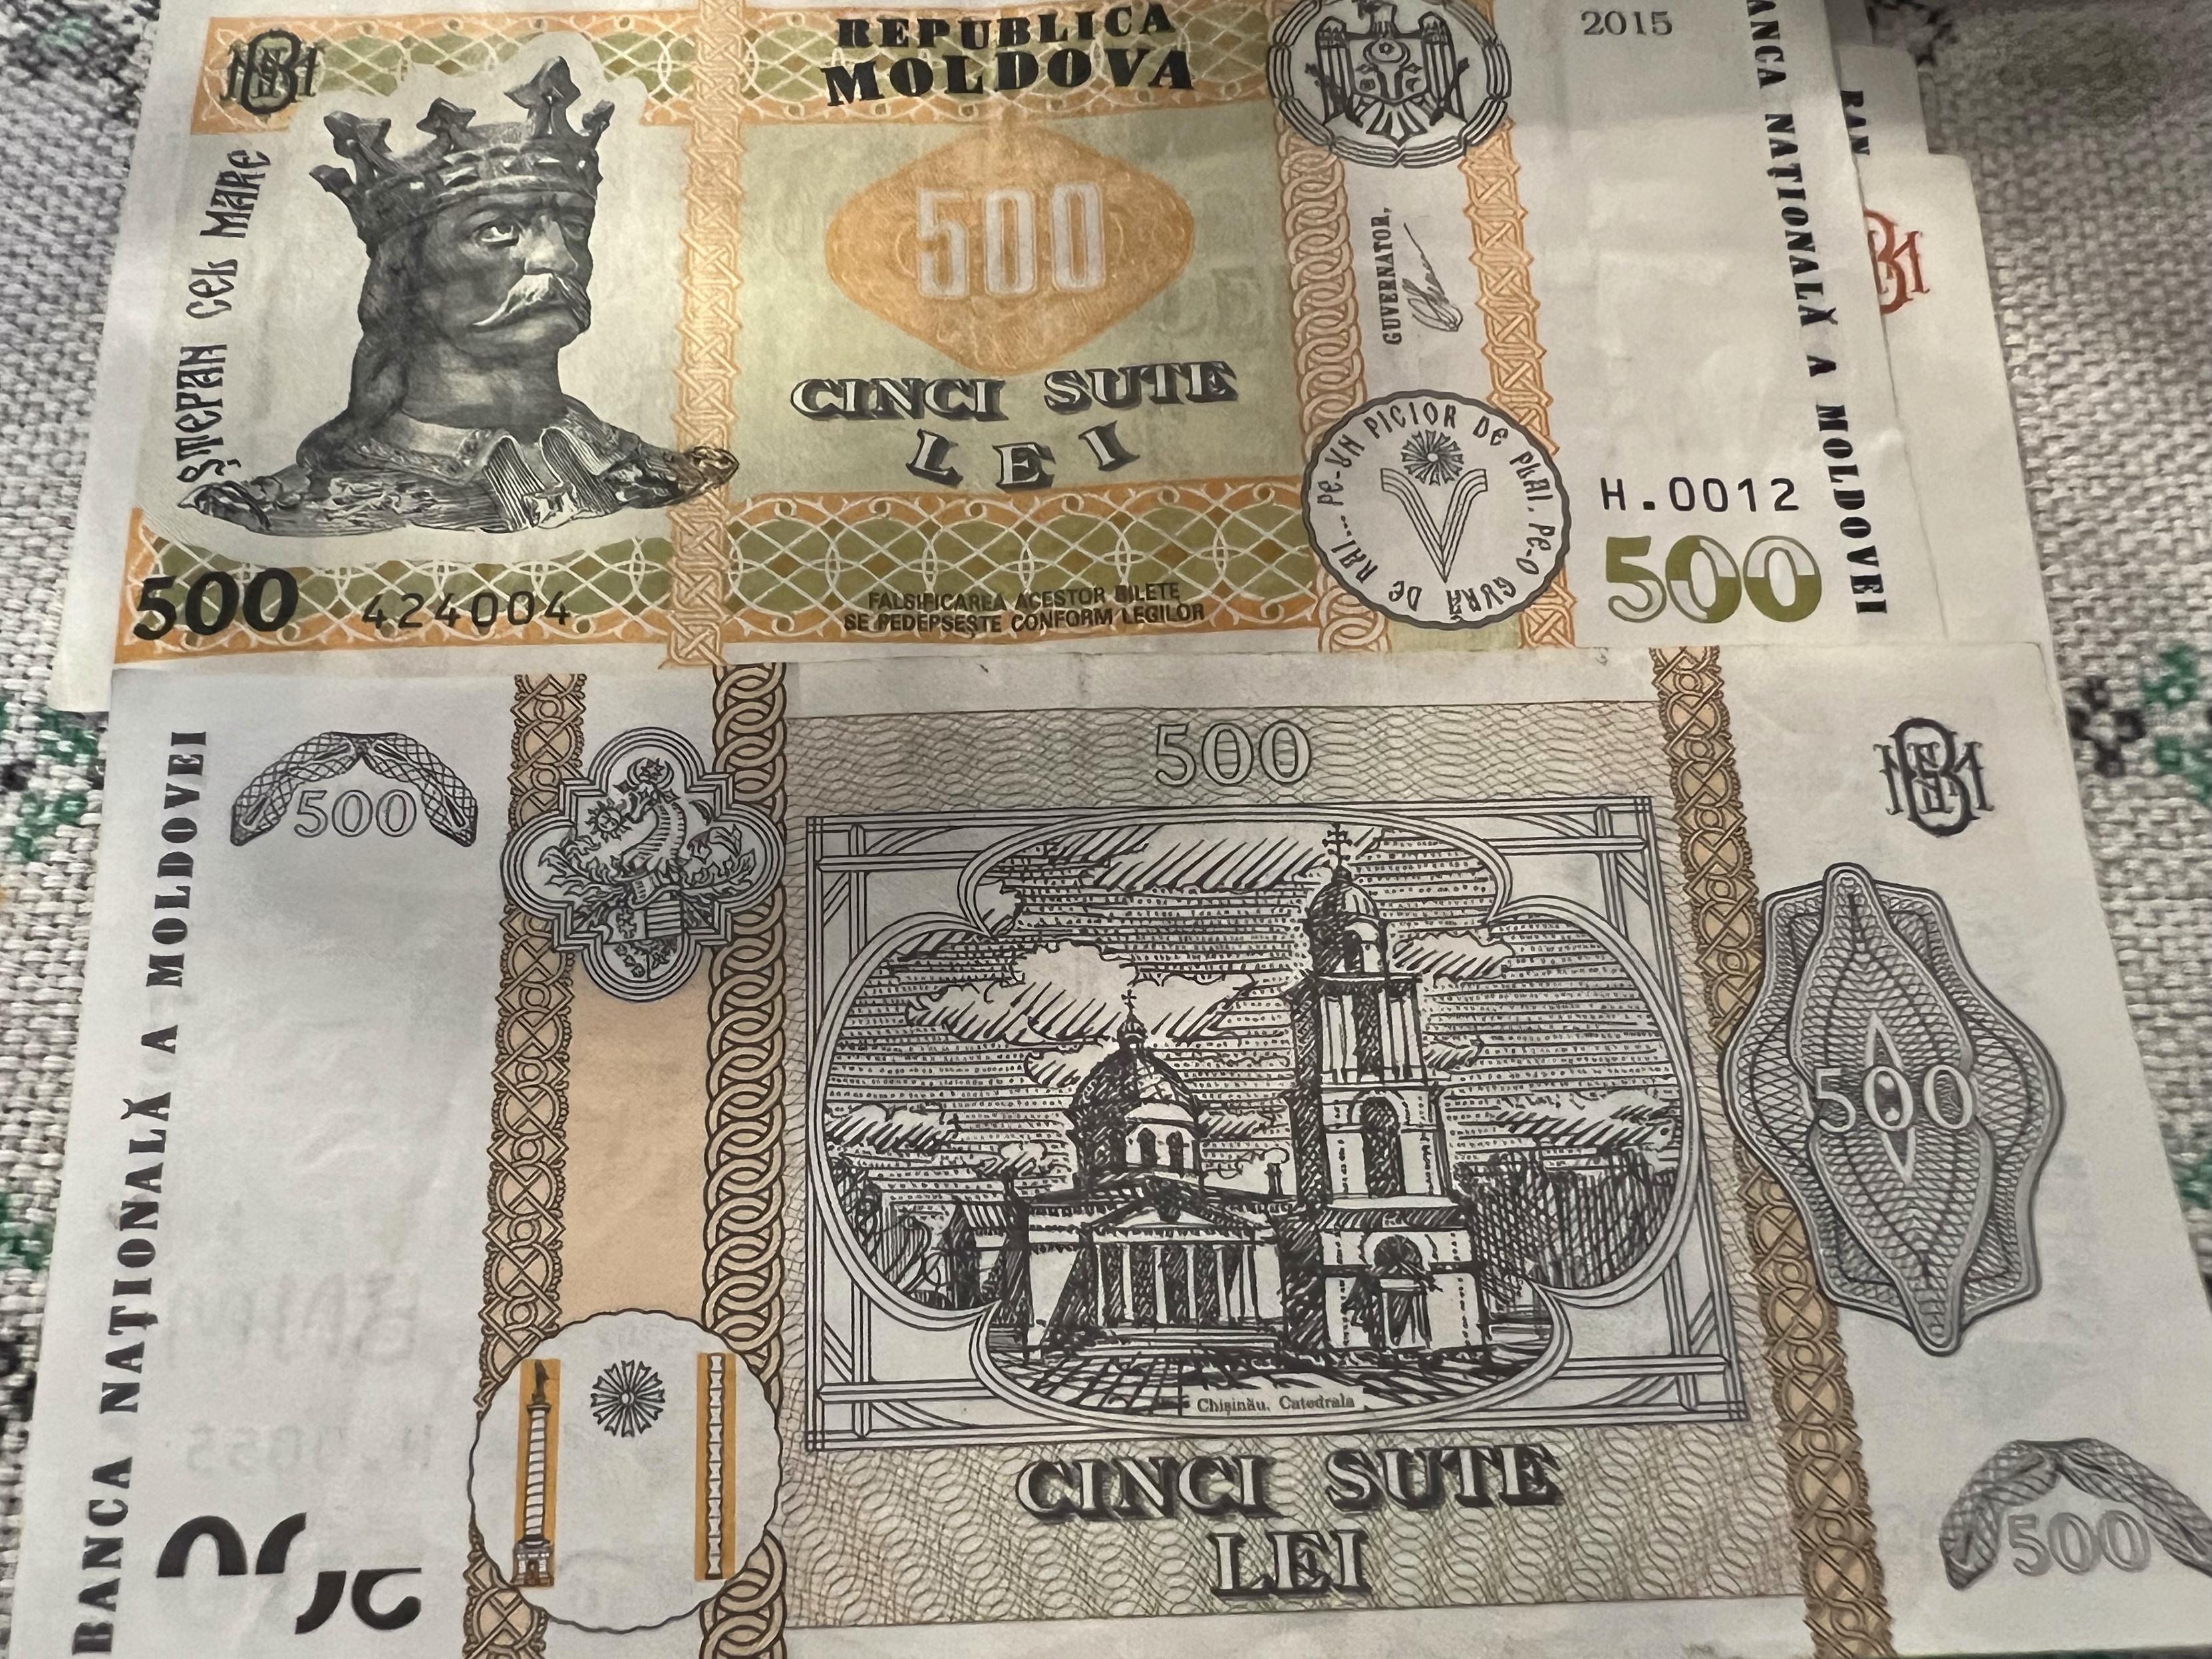 REPUBLICA
MOLDOVA
2015
ȘTEFAN CEL MARE
500
CINCI SUTE
LEI
GUVERNATOR,
PE-UN PICIOR DE PLAI, PE-O GURĂ DE RAI...
BANCA NAȚIONALĂ A MOLDOVEI
H.0012
500
500
424004
FALSIFICAREA ACESTOR BILETE
SE PEDEPSEȘTE CONFORM LEGILOR
BAN
BANCA NAȚIONALĂ A MOLDOVEI
500
500
500
Chișinău. Catedrala
CINCI SUTE
LEI
500